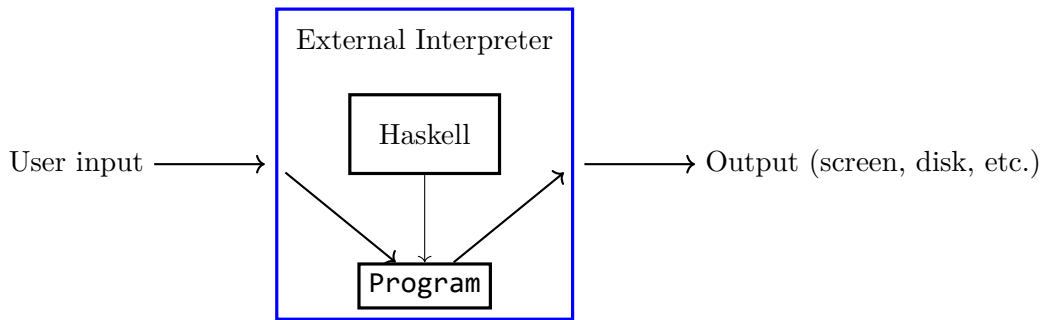 External Interpreter
Haskell
User input
Output (screen, disk, etc.)
Program